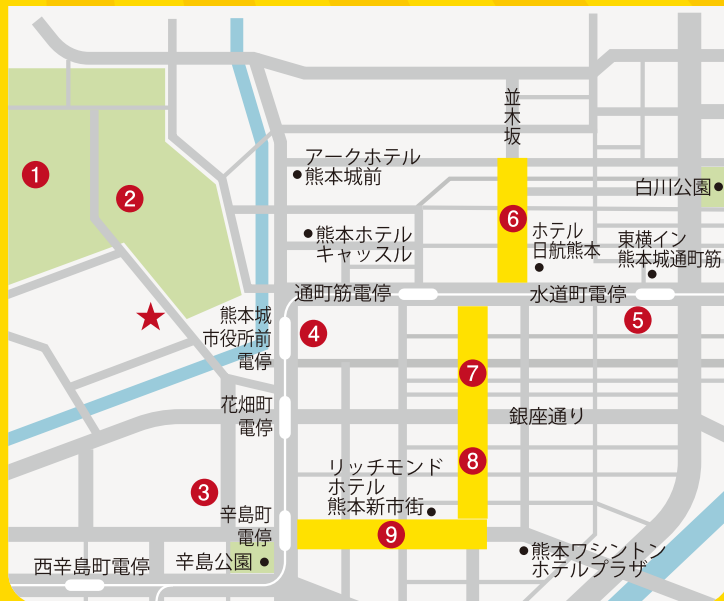 並木坂
アークホテル
熊本城前
1
2
白川公園
6
熊本ホテル
キャッスル
ホテル
日航熊本
東横イン
熊本城通町筋
通町筋電停
水道町電停
熊本城
市役所前
電停
4
5
7
花畑町
電停
銀座通り
8
リッチモンド
ホテル
熊本新市街
3
辛島町
電停
9
西辛島町電停
辛島公園
熊本ワシントン
ホテルプラザ